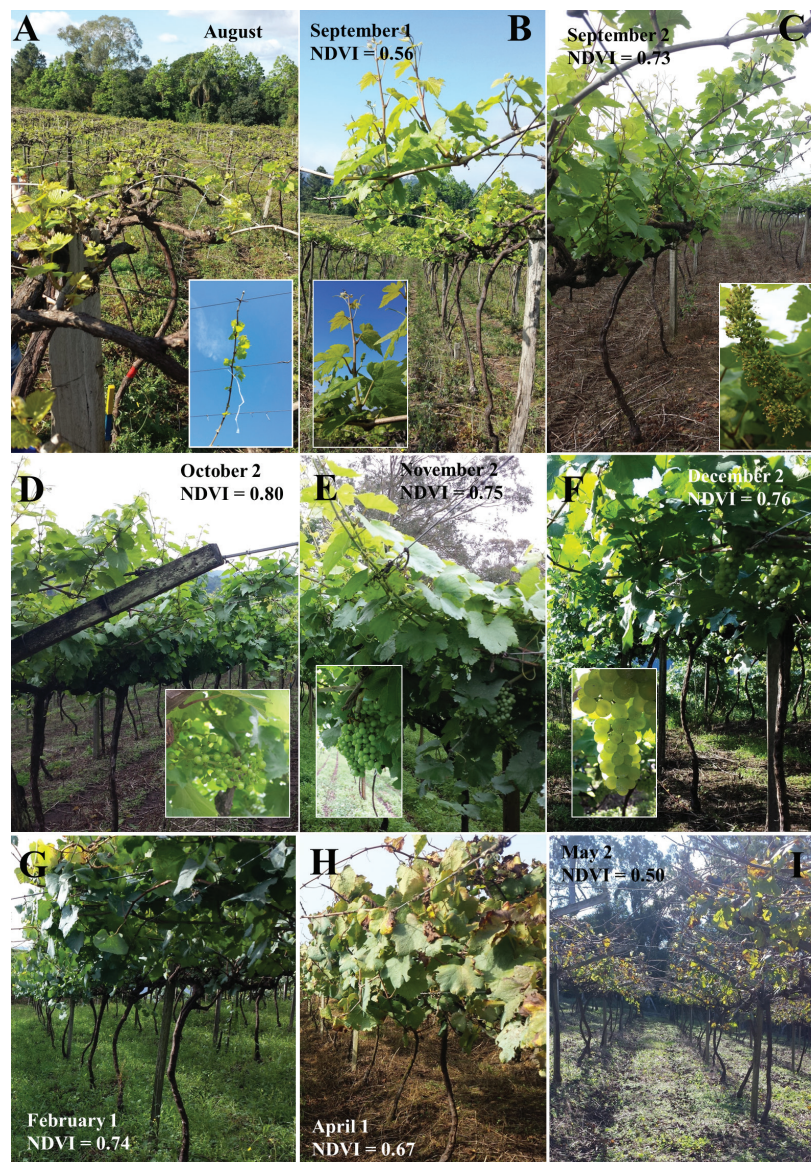 A
August
September 1
NDVI = 0.56
B
September 2
NDVI = 0.73
C
D
October 2
NDVI = 0.80
E
November 2
NDVI = 0.75
F
December 2
NDVI = 0.76
G
February 1
NDVI = 0.74
H
April 1
NDVI = 0.67
May 2
NDVI = 0.50
I